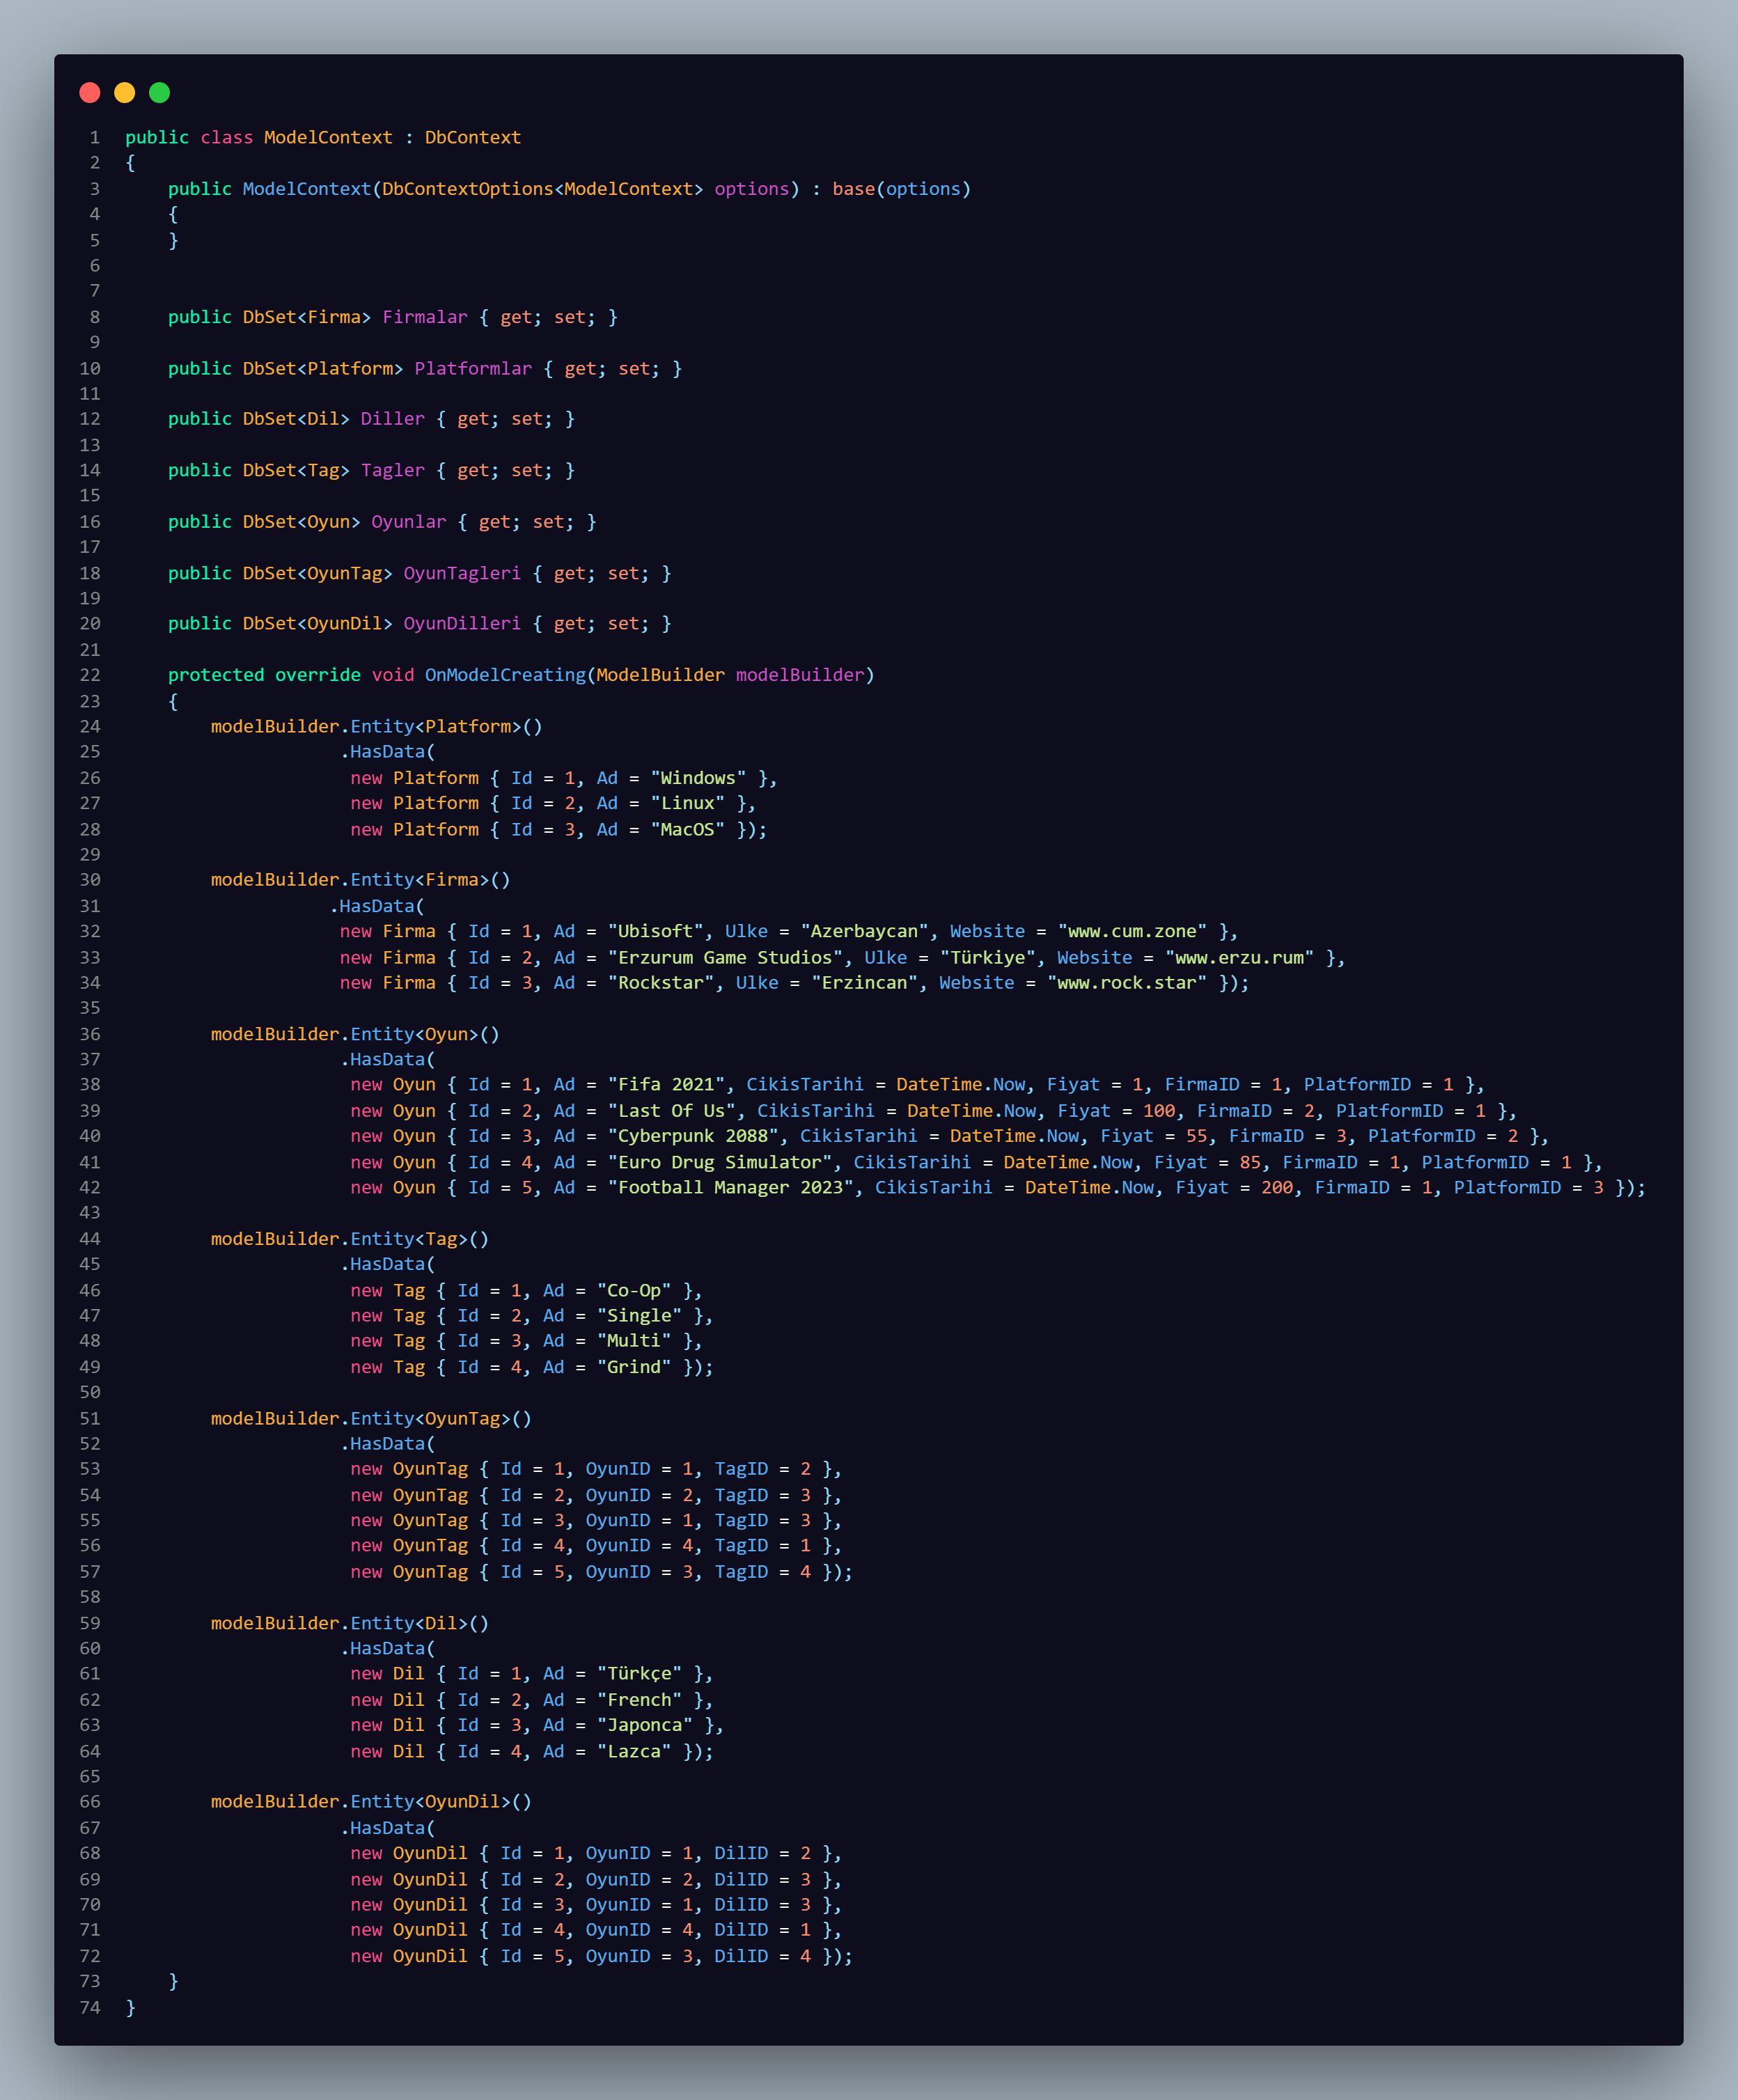 1 public class ModelContext : DbContext
2 {
3     public ModelContext(DbContextOptions<ModelContext> options) : base(options)
4     {
5     }
6
7
8     public DbSet<Firma> Firmalar { get; set; }
9
10     public DbSet<Platform> Platformlar { get; set; }
11
12     public DbSet<Dil> Diller { get; set; }
13
14     public DbSet<Tag> Tagler { get; set; }
15
16     public DbSet<Oyun> Oyunlar { get; set; }
17
18     public DbSet<OyunTag> OyunTagleri { get; set; }
19
20     public DbSet<OyunDil> OyunDilleri { get; set; }
21
22     protected override void OnModelCreating(ModelBuilder modelBuilder)
23     {
24         modelBuilder.Entity<Platform>()
25                     .HasData(
26                      new Platform { Id = 1, Ad = "Windows" },
27                      new Platform { Id = 2, Ad = "Linux" },
28                      new Platform { Id = 3, Ad = "MacOS" });
29
30         modelBuilder.Entity<Firma>()
31                    .HasData(
32                     new Firma { Id = 1, Ad = "Ubisoft", Ulke = "Azerbaycan", Website = "www.cum.zone" },
33                     new Firma { Id = 2, Ad = "Erzurum Game Studios", Ulke = "Türkiye", Website = "www.erzu.rum" },
34                     new Firma { Id = 3, Ad = "Rockstar", Ulke = "Erzincan", Website = "www.rock.star" });
35
36         modelBuilder.Entity<Oyun>()
37                     .HasData(
38                      new Oyun { Id = 1, Ad = "Fifa 2021", CikisTarihi = DateTime.Now, Fiyat = 1, FirmaID = 1, PlatformID = 1 },
39                      new Oyun { Id = 2, Ad = "Last Of Us", CikisTarihi = DateTime.Now, Fiyat = 100, FirmaID = 2, PlatformID = 1 },
40                      new Oyun { Id = 3, Ad = "Cyberpunk 2088", CikisTarihi = DateTime.Now, Fiyat = 55, FirmaID = 3, PlatformID = 2 },
41                      new Oyun { Id = 4, Ad = "Euro Drug Simulator", CikisTarihi = DateTime.Now, Fiyat = 85, FirmaID = 1, PlatformID = 1 },
42                      new Oyun { Id = 5, Ad = "Football Manager 2023", CikisTarihi = DateTime.Now, Fiyat = 200, FirmaID = 1, PlatformID = 3 });
43
44         modelBuilder.Entity<Tag>()
45                     .HasData(
46                      new Tag { Id = 1, Ad = "Co-Op" },
47                      new Tag { Id = 2, Ad = "Single" },
48                      new Tag { Id = 3, Ad = "Multi" },
49                      new Tag { Id = 4, Ad = "Grind" });
50
51         modelBuilder.Entity<OyunTag>()
52                     .HasData(
53                      new OyunTag { Id = 1, OyunID = 1, TagID = 2 },
54                      new OyunTag { Id = 2, OyunID = 2, TagID = 3 },
55                      new OyunTag { Id = 3, OyunID = 1, TagID = 3 },
56                      new OyunTag { Id = 4, OyunID = 4, TagID = 1 },
57                      new OyunTag { Id = 5, OyunID = 3, TagID = 4 });
58
59         modelBuilder.Entity<Dil>()
60                     .HasData(
61                      new Dil { Id = 1, Ad = "Türkçe" },
62                      new Dil { Id = 2, Ad = "French" },
63                      new Dil { Id = 3, Ad = "Japonca" },
64                      new Dil { Id = 4, Ad = "Lazca" });
65
66         modelBuilder.Entity<OyunDil>()
67                     .HasData(
68                      new OyunDil { Id = 1, OyunID = 1, DilID = 2 },
69                      new OyunDil { Id = 2, OyunID = 2, DilID = 3 },
70                      new OyunDil { Id = 3, OyunID = 1, DilID = 3 },
71                      new OyunDil { Id = 4, OyunID = 4, DilID = 1 },
72                      new OyunDil { Id = 5, OyunID = 3, DilID = 4 });
73     }
74 }